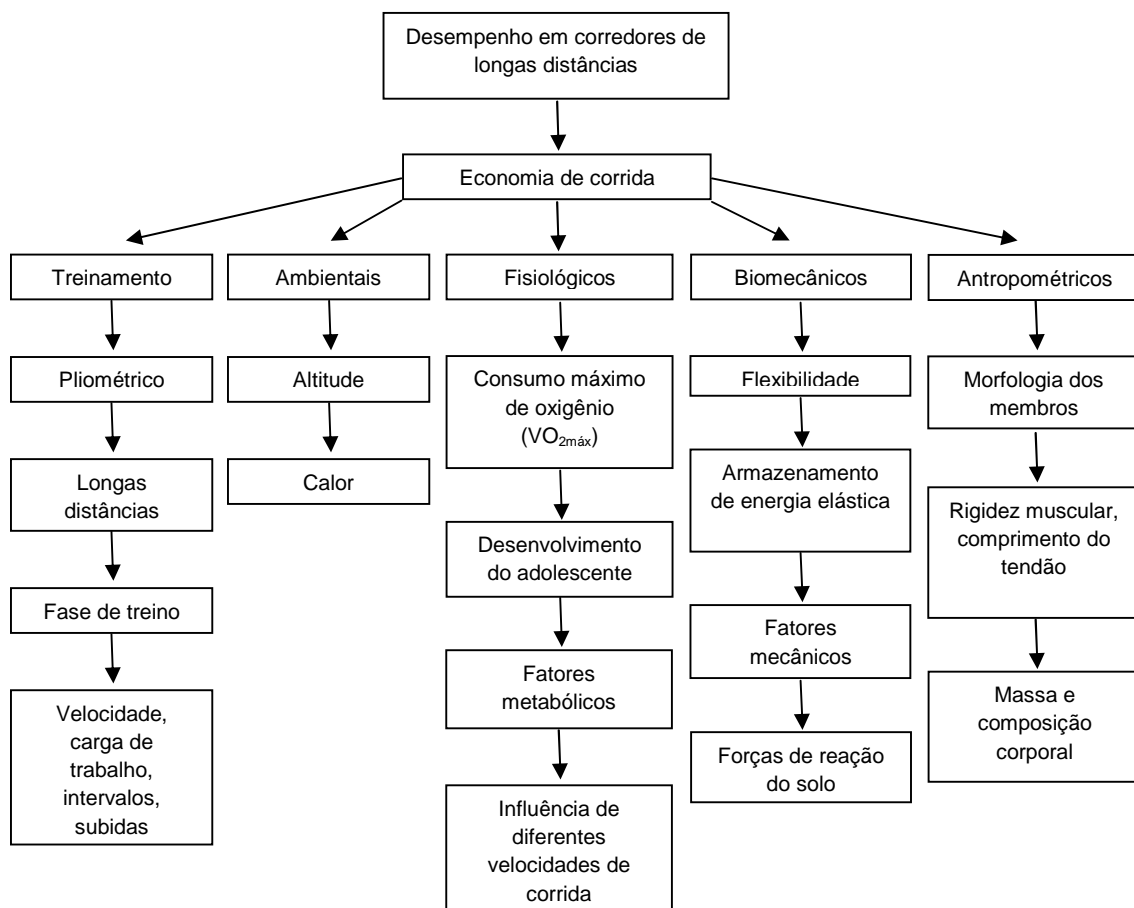 Desempenho em corredores de
longas distâncias
Economia de corrida
Treinamento
Ambientais
Fisiológicos
Biomecânicos
Antropométricos
Pliométrico
Altitude
Consumo máximo
de oxigênio
(VO2máx)
Flexibilidade
Morfologia dos
membros
Longas
distâncias
Calor
Armazenamento
de energia elástica
Rigidez muscular,
comprimento do
tendão
Desenvolvimento
do adolescente
Fase de treino
Fatores
mecânicos
Fatores
metabólicos
Massa e
composição
corporal
Velocidade,
carga de
trabalho,
intervalos,
subidas
Forças de reação
do solo
Influência de
diferentes
velocidades de
corrida